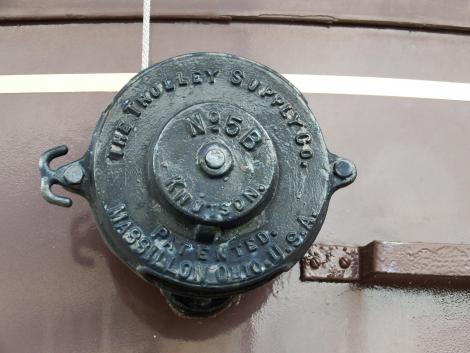 THE TROLLEY SUPPLY CO.
No 5B
KNUTSON.
PATENTED.
MASSILLON OHIO. U.S.A.